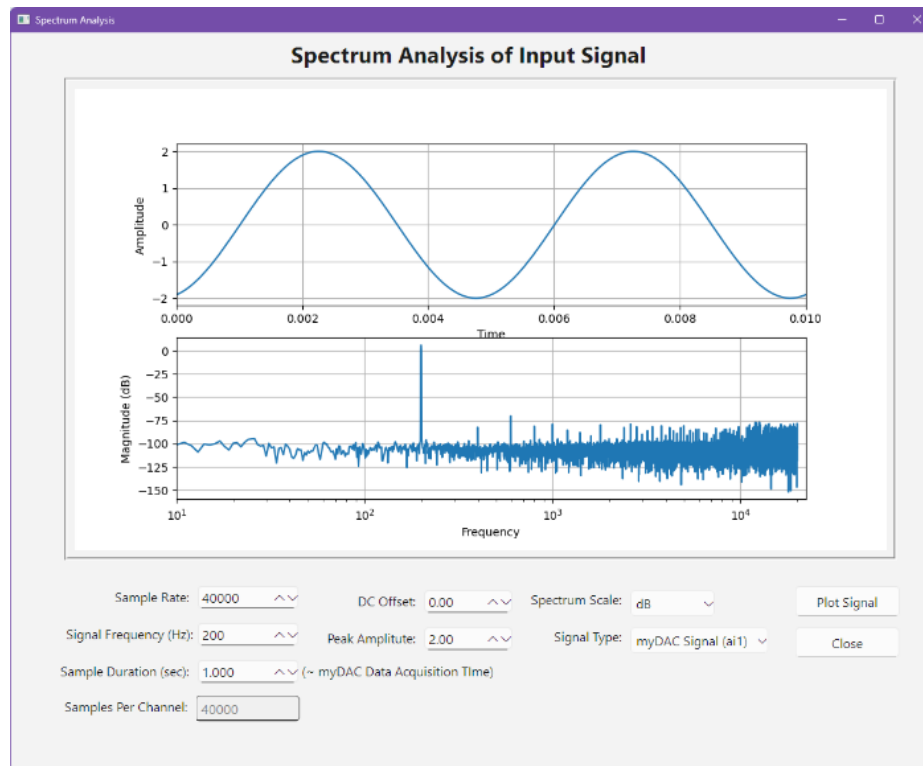 Spectrum Analysis
Spectrum Analysis of Input Signal
2
1
0
−1
−2
Amplitude
0.000 0.002 0.004 0.006 0.008 0.010
Time
0
−25
−50
−75
−100
−125
−150
Magnitude (dB)
10¹ 10² 10³ 10⁴
Frequency
Sample Rate: 40000 DC Offset: 0.00 Spectrum Scale: dB Plot Signal
Signal Frequency (Hz): 200 Peak Amplitute: 2.00 Signal Type: myDAC Signal (ai1) Close
Sample Duration (sec): 1.000 (~ myDAC Data Acquisition TIme)
Samples Per Channel: 40000